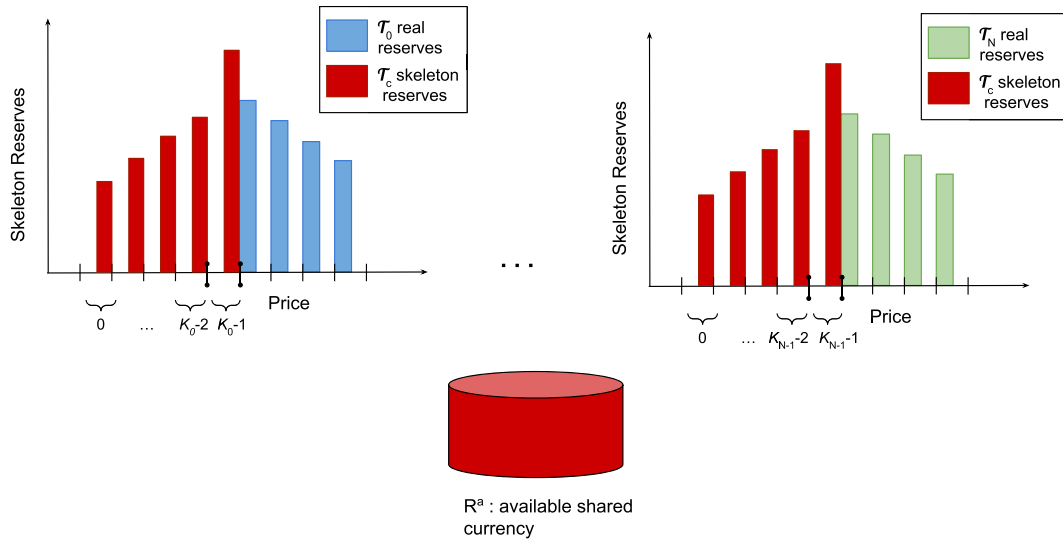 𝓣₀ real
reserves
𝓣c skeleton
reserves
Skeleton Reserves
Price
0
…
K₀-2
K₀-1
. . .
𝓣N real
reserves
𝓣c skeleton
reserves
Skeleton Reserves
Price
0
…
KN-1-2
KN-1-1
Rᵃ : available shared
currency